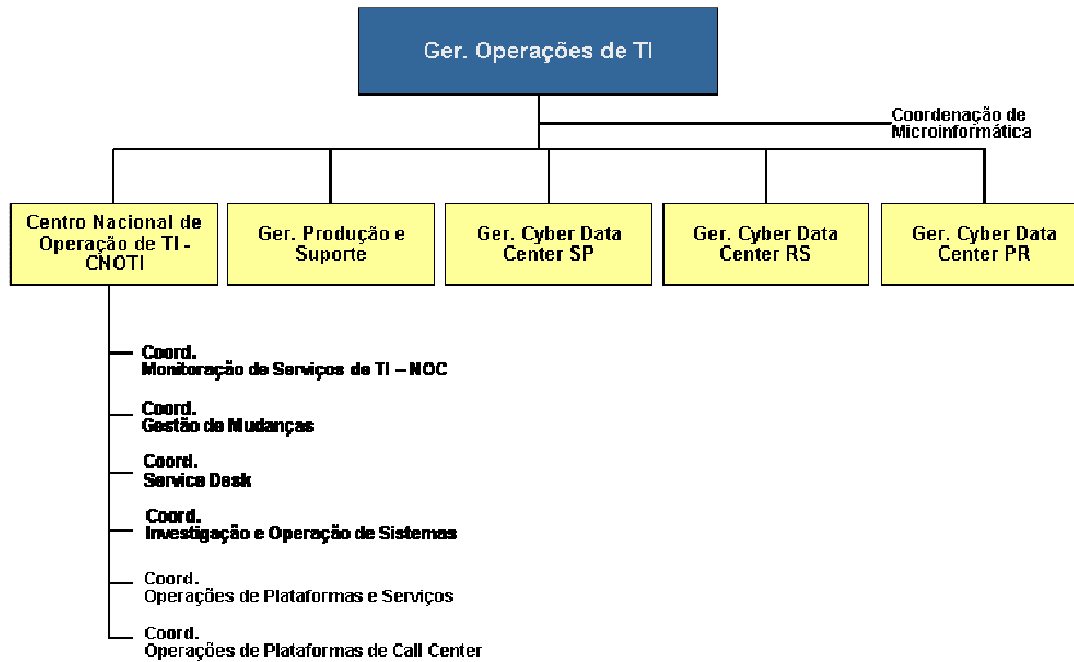 Ger. Operações de TI
Coordenação de
Microinformática
Centro Nacional de
Operação de TI -
CNOTI
Ger. Produção e
Suporte
Ger. Cyber Data
Center SP
Ger. Cyber Data
Center RS
Ger. Cyber Data
Center PR
Coord.
Monitoração de Serviços de TI – NOC
Coord.
Gestão de Mudanças
Coord.
Service Desk
Coord.
Investigação e Operação de Sistemas
Coord.
Operações de Plataformas e Serviços
Coord.
Operações de Plataformas de Call Center